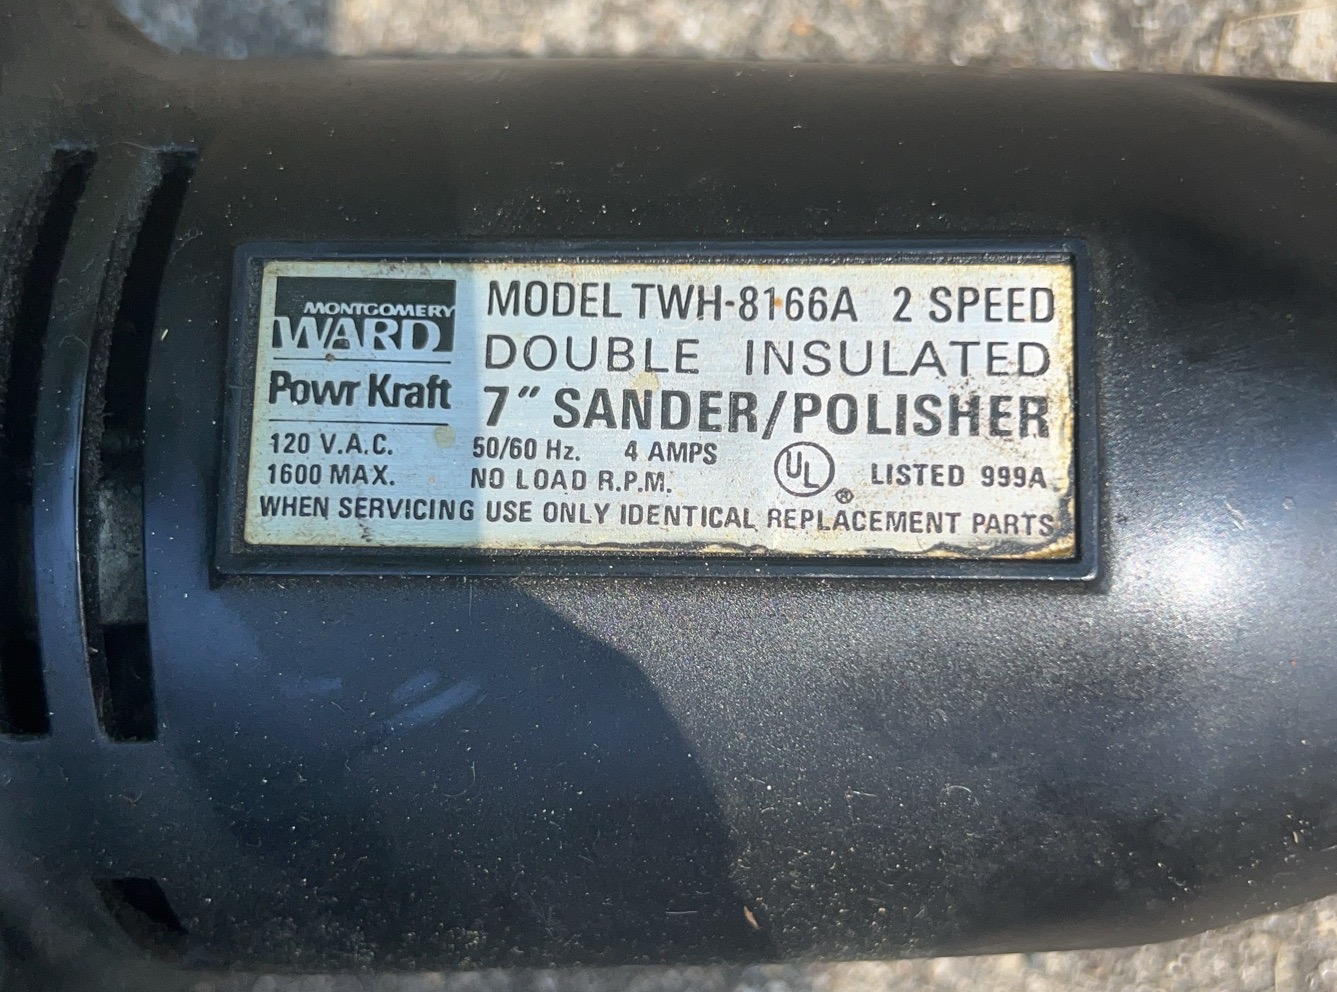 MONTGOMERY
WARD
Powr Kraft
MODEL TWH-8166A 2 SPEED
DOUBLE INSULATED
7" SANDER/POLISHER
120 V.A.C. 50/60 Hz. 4 AMPS
1600 MAX. NO LOAD R.P.M. UL ® LISTED 999A
WHEN SERVICING USE ONLY IDENTICAL REPLACEMENT PARTS